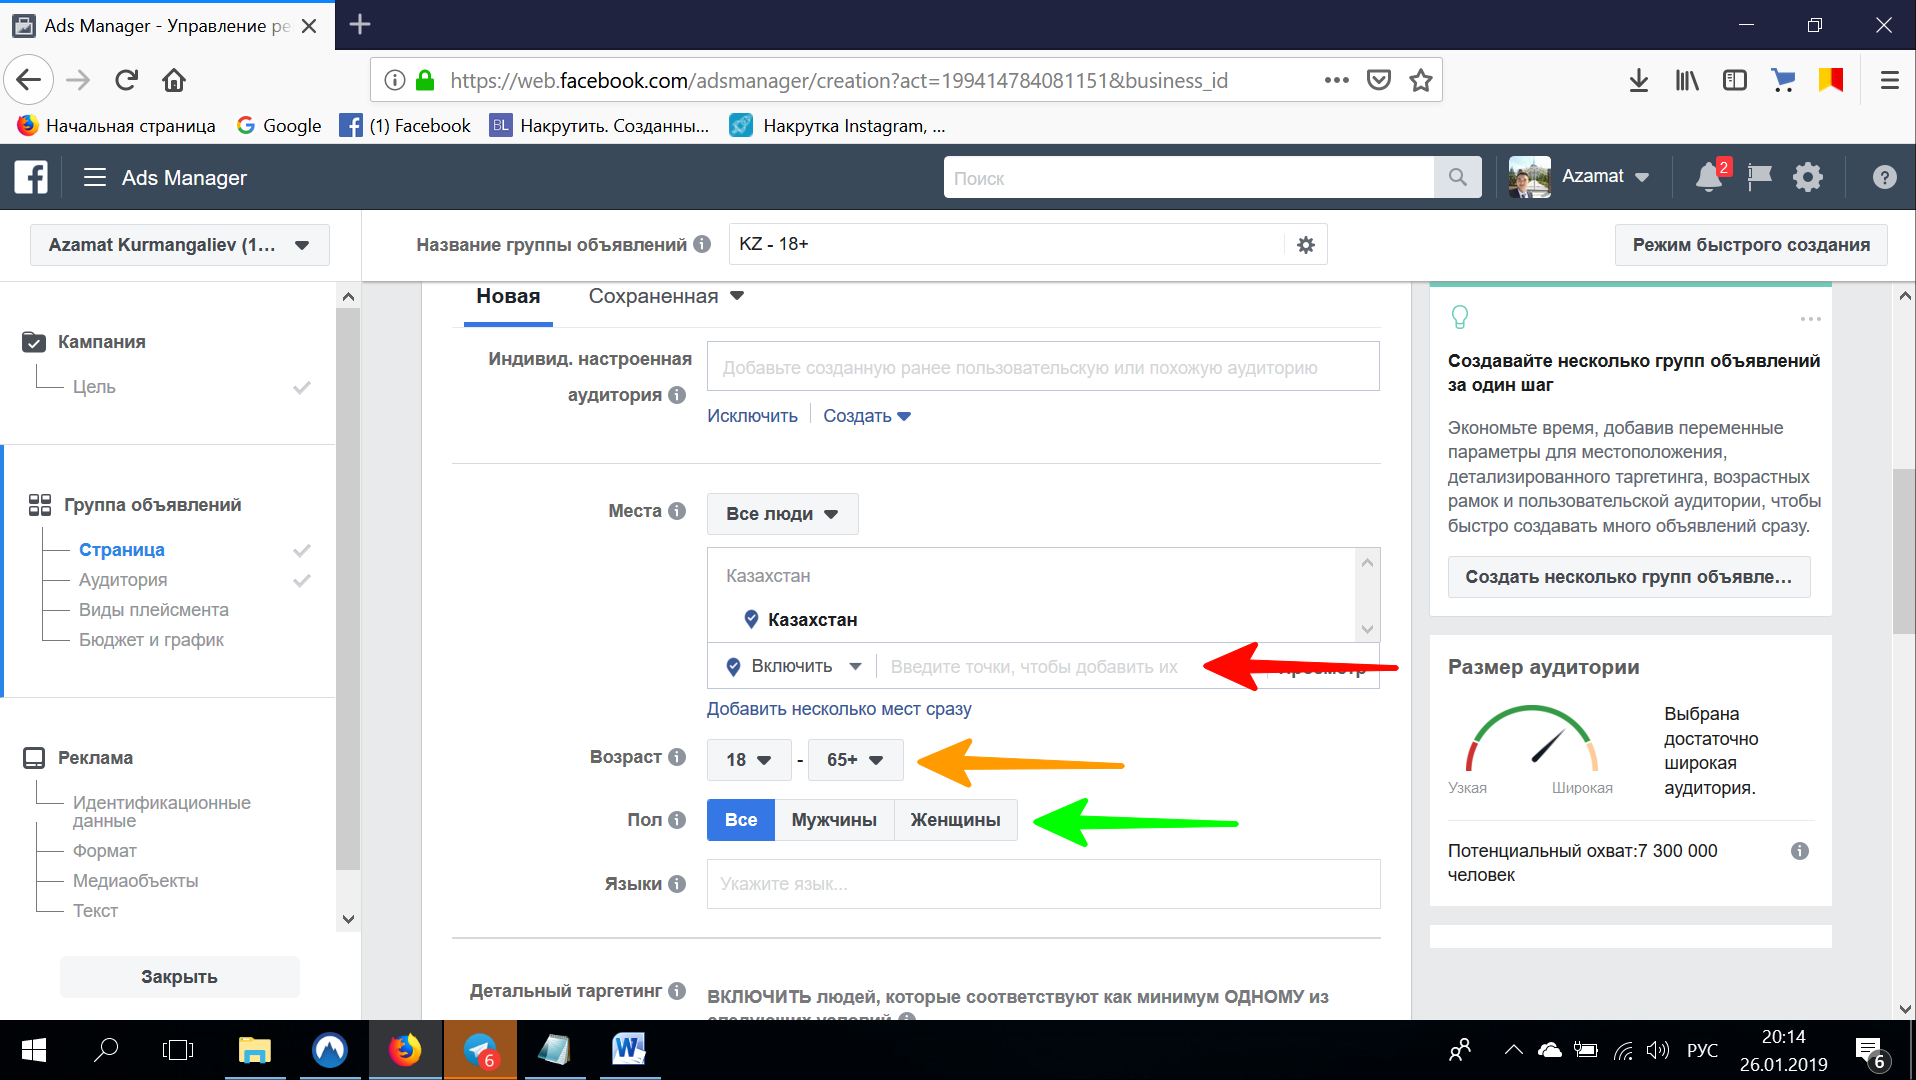 Ads Manager - Управление ре
https://web.facebook.com/adsmanager/creation?act=199414784081151&business_id
Начальная страница
Google
(1) Facebook
BL
Накрутить. Созданны...
Накрутка Instagram, ...
Ads Manager
Поиск
Azamat
2
Azamat Kurmangaliev (1...
Название группы объявлений
KZ - 18+
Режим быстрого создания
Кампания
Цель
Группа объявлений
Страница
Аудитория
Виды плейсмента
Бюджет и график
Реклама
Идентификационные
данные
Формат
Медиаобъекты
Текст
Закрыть
Новая
Сохраненная
Индивид. настроенная
аудитория
Добавьте созданную ранее пользовательскую или похожую аудиторию
Исключить
Создать
Места
Все люди
Казахстан
Казахстан
Включить
Введите точки, чтобы добавить их
Добавить несколько мест сразу
Возраст
18 - 65+
Пол
Все
Мужчины
Женщины
Языки
Укажите язык...
Детальный таргетинг
ВКЛЮЧИТЬ людей, которые соответствуют как минимум ОДНОМУ из
следующих условий
Создавайте несколько групп объявлений
за один шаг
Экономьте время, добавив переменные
параметры для местоположения,
детализированного таргетинга, возрастных
рамок и пользовательской аудитории, чтобы
быстро создавать много объявлений сразу.
Создать несколько групп объявле...
Размер аудитории
Узкая
Широкая
Выбрана
достаточно
широкая
аудитория.
Потенциальный охват:7 300 000
человек
6
W
РУС
20:14
26.01.2019
6